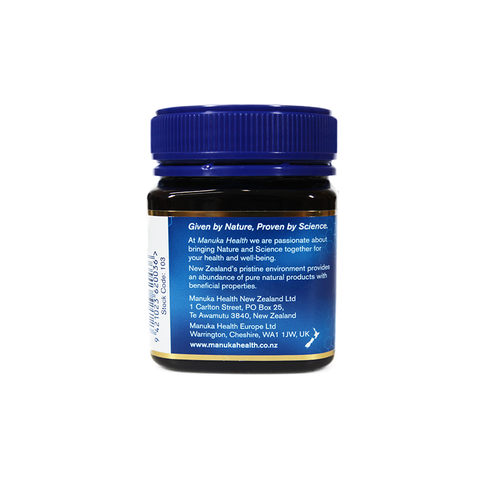 Given by Nature, Proven by Science.
At Manuka Health we are passionate about
bringing Nature and Science together for
your health and well-being.
New Zealand's pristine environment provides
an abundance of pure natural products with
beneficial properties.
Manuka Health New Zealand Ltd
1 Carlton Street, PO Box 25,
Te Awamutu 3840, New Zealand
Manuka Health Europe Ltd
Warrington, Cheshire, WA1 1JW, UK
www.manukahealth.co.nz
9 421023 620036>
Stock Code: 103